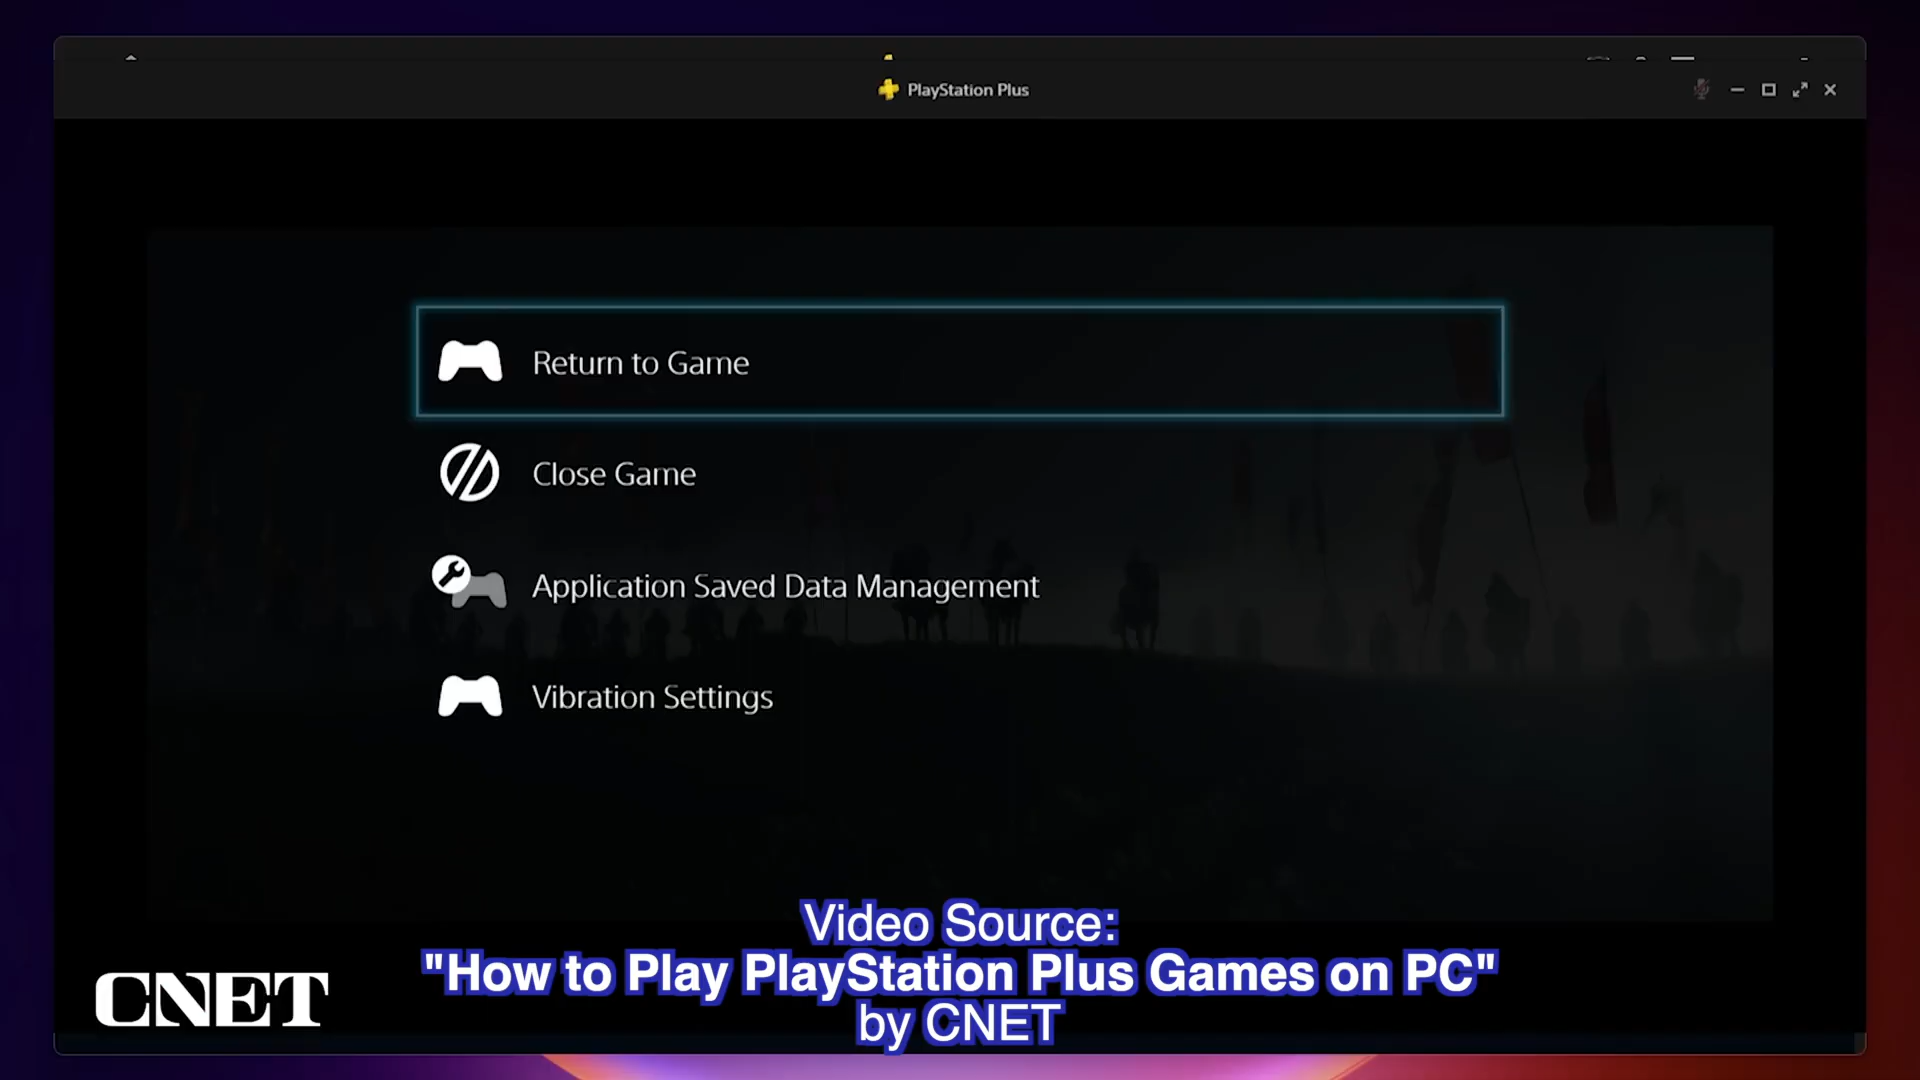 PlayStation Plus
Return to Game
Close Game
Application Saved Data Management
Vibration Settings
Video Source:
"How to Play PlayStation Plus Games on PC"
by CNET
CNET